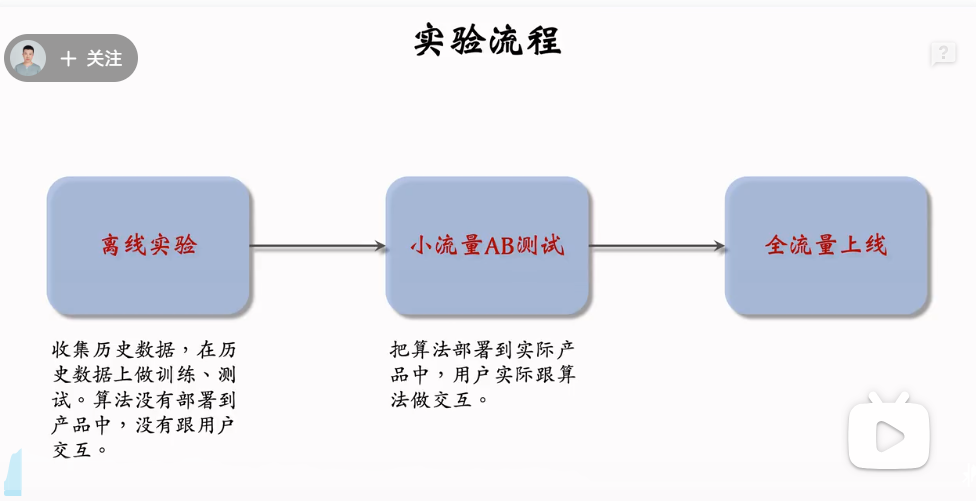 实验流程
+ 关注
?
离线实验
小流量AB测试
全流量上线
收集历史数据，在历
史数据上做训练、测
试。算法没有部署到
产品中，没有跟用户
交互。
把算法部署到实际产
品中，用户实际跟算
法做交互。